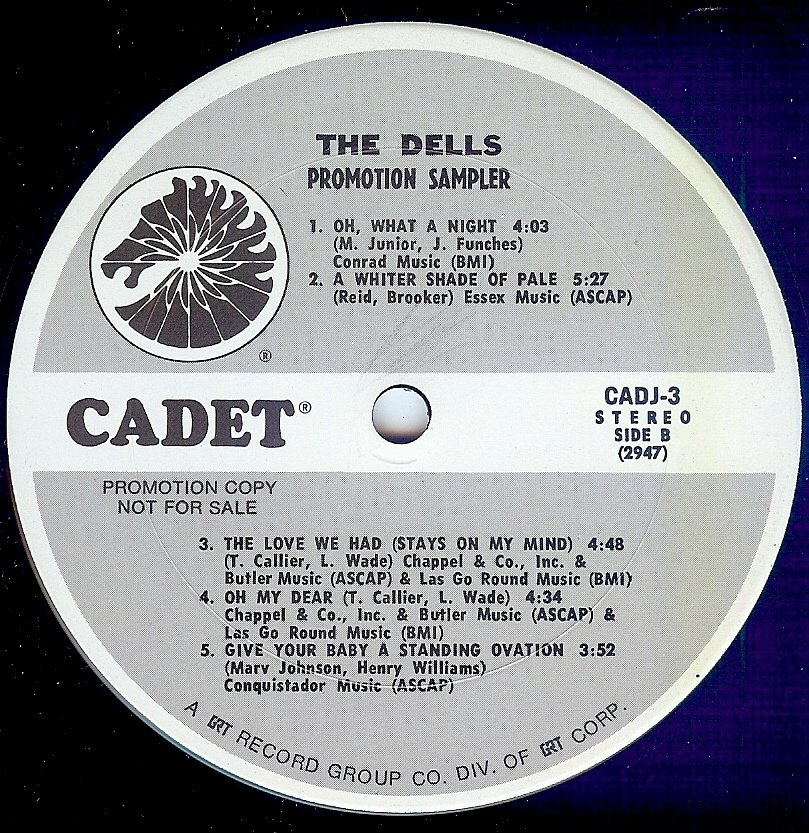 THE DELLS
PROMOTION SAMPLER
1. OH, WHAT A NIGHT 4:03
(M. Junior, J. Funches)
Conrad Music (BMI)
2. A WHITER SHADE OF PALE 5:27
(Reid, Brooker) Essex Music (ASCAP)
®
CADET®
CADJ-3
STEREO
SIDE B
(2947)
PROMOTION COPY
NOT FOR SALE
3. THE LOVE WE HAD (STAYS ON MY MIND) 4:48
(T. Callier, L. Wade) Chappel & Co., Inc. &
Butler Music (ASCAP) & Las Go Round Music (BMI)
4. OH MY DEAR (T. Callier, L. Wade) 4:34
Chappel & Co., Inc. & Butler Music (ASCAP) &
Las Go Round Music (BMI)
5. GIVE YOUR BABY A STANDING OVATION 3:52
(Marv Johnson, Henry Williams)
Conquistador Music (ASCAP)
A GRT RECORD GROUP CO. DIV. OF GRT CORP.